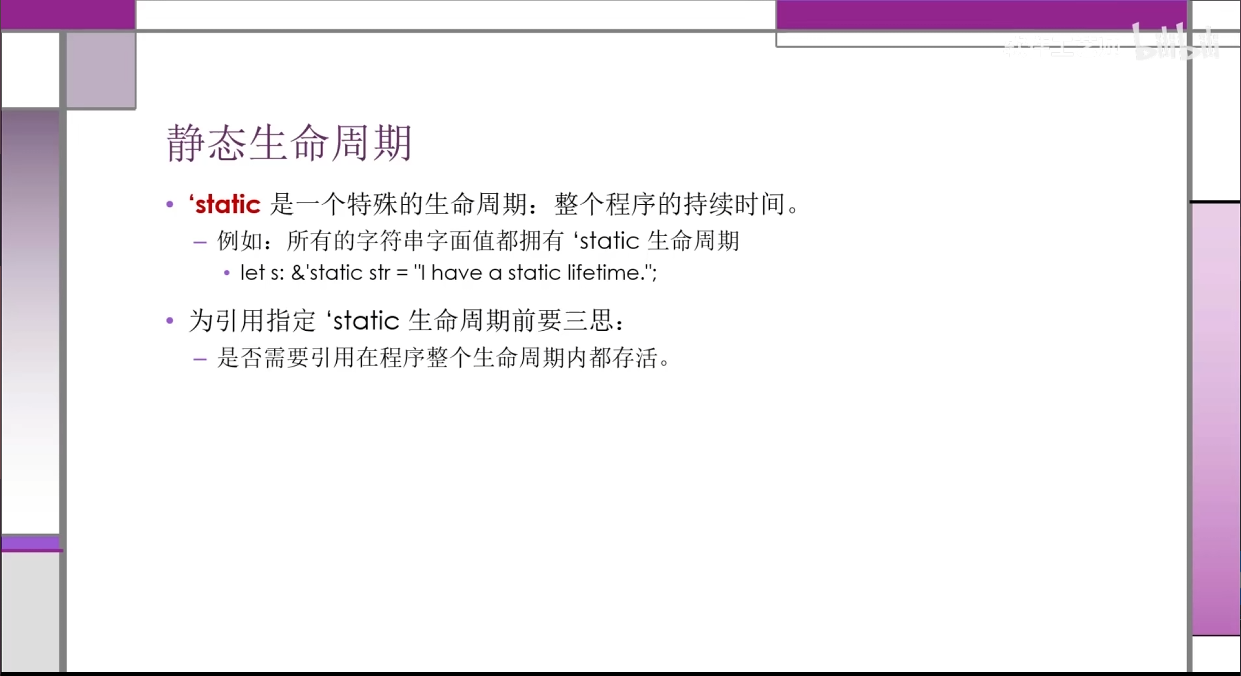 bilibili
静态生命周期
• ‘static 是一个特殊的生命周期：整个程序的持续时间。
– 例如：所有的字符串字面值都拥有 ‘static 生命周期
• let s: &'static str = "I have a static lifetime.";
• 为引用指定 ‘static 生命周期前要三思：
– 是否需要引用在程序整个生命周期内都存活。